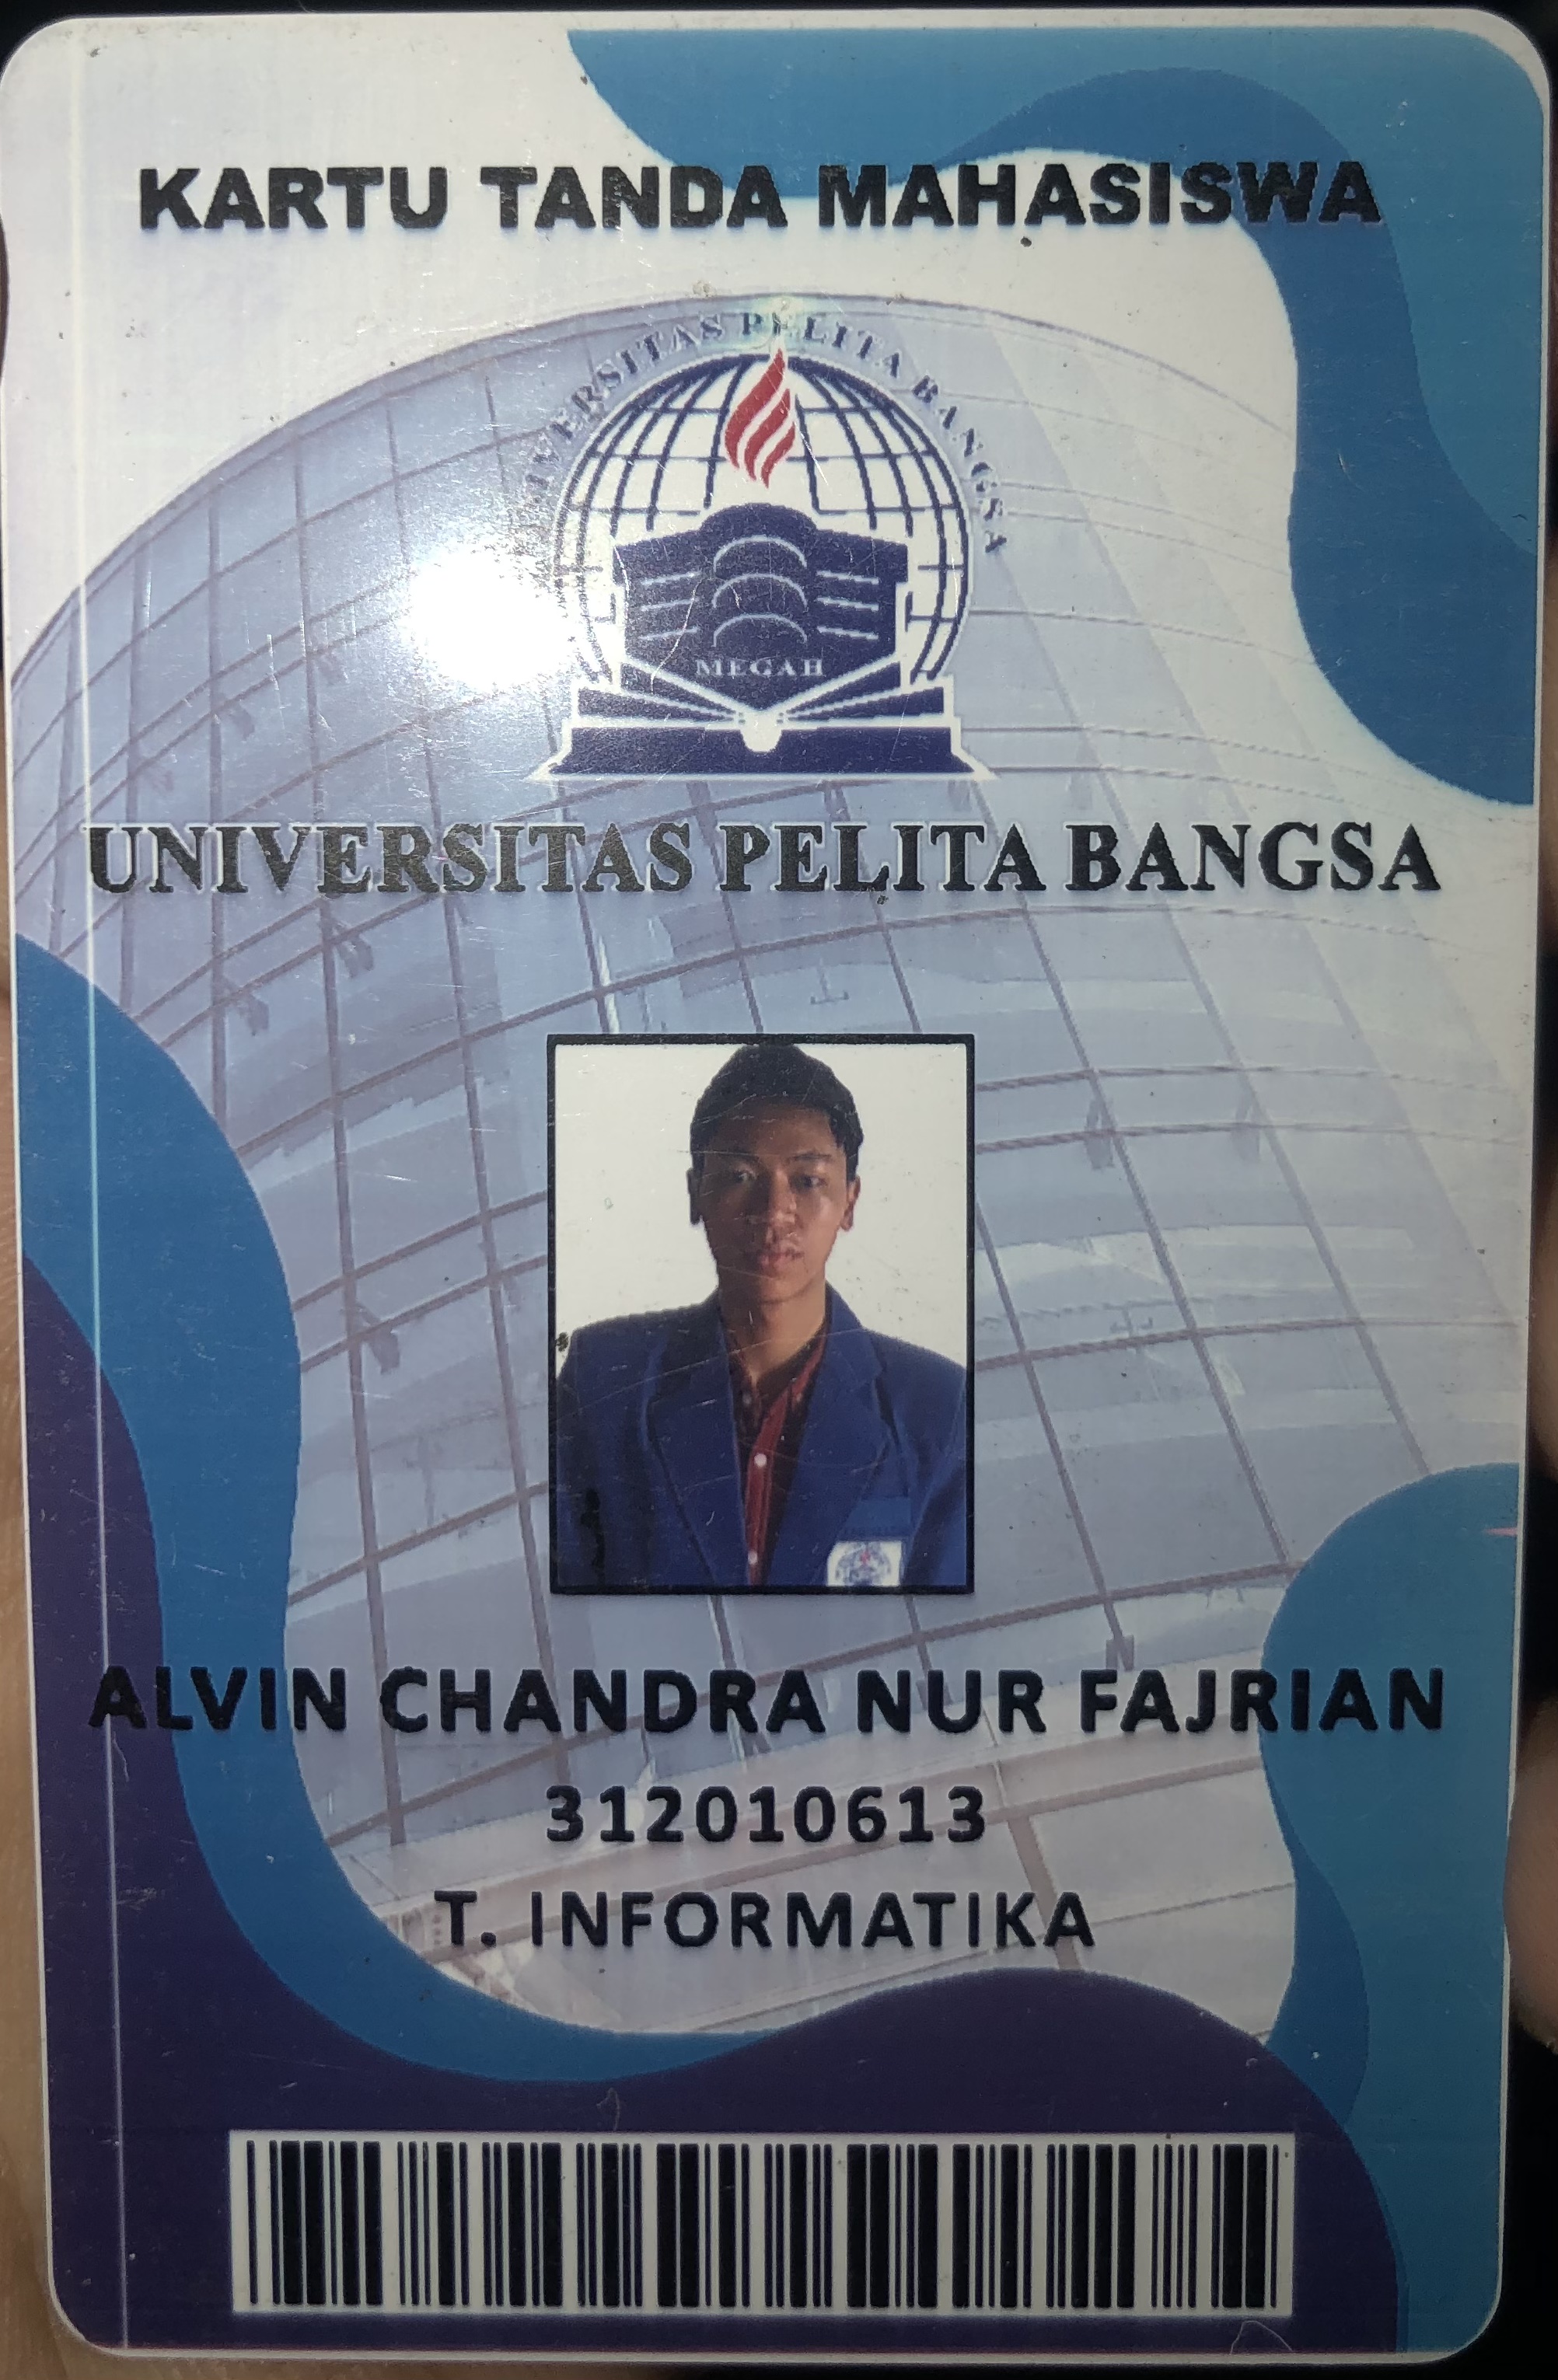 KARTU TANDA MAHASISWA
UNIVERSITAS PELITA BANGSA
MEGAH
UNIVERSITAS PELITA BANGSA
ALVIN CHANDRA NUR FAJRIAN
312010613
T. INFORMATIKA